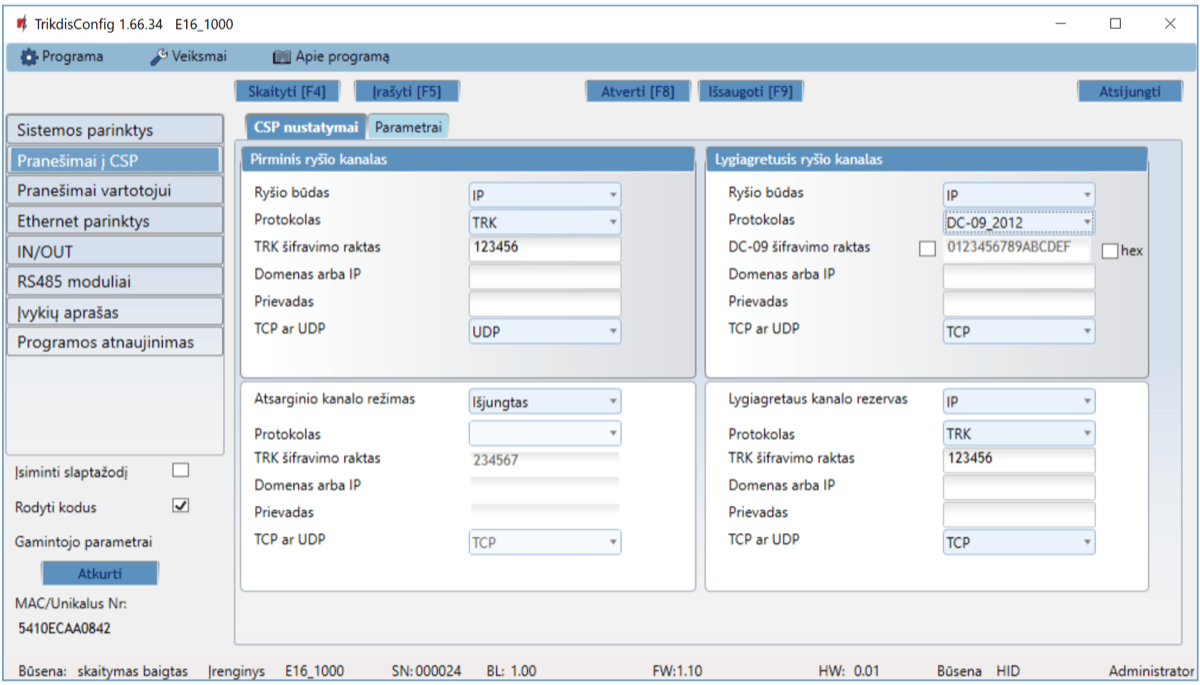 TrikdisConfig 1.66.34 E16_1000
Programa Veiksmai Apie programą
Skaityti [F4] Įrašyti [F5] Atverti [F8] Išsaugoti [F9] Atsijungti
Sistemos parinktys
Pranešimai į CSP
Pranešimai vartotojui
Ethernet parinktys
IN/OUT
RS485 moduliai
Įvykių aprašas
Programos atnaujinimas
Įsiminti slaptažodį
Rodyti kodus
Gamintojo parametrai
Atkurti
MAC/Unikalus Nr:
5410ECAA0842
CSP nustatymai Parametrai
Pirminis ryšio kanalas
Ryšio būdas IP
Protokolas TRK
TRK šifravimo raktas 123456
Domenas arba IP
Prievadas
TCP ar UDP UDP
Atsarginio kanalo režimas Išjungtas
Protokolas
TRK šifravimo raktas 234567
Domenas arba IP
Prievadas
TCP ar UDP TCP
Lygiagretusis ryšio kanalas
Ryšio būdas IP
Protokolas DC-09_2012
DC-09 šifravimo raktas 0123456789ABCDEF hex
Domenas arba IP
Prievadas
TCP ar UDP TCP
Lygiagretaus kanalo rezervas IP
Protokolas TRK
TRK šifravimo raktas 123456
Domenas arba IP
Prievadas
TCP ar UDP TCP
Būsena: skaitymas baigtas Įrenginys E16_1000 SN:000024 BL: 1.00 FW:1.10 HW: 0.01 Būsena HID Administrator